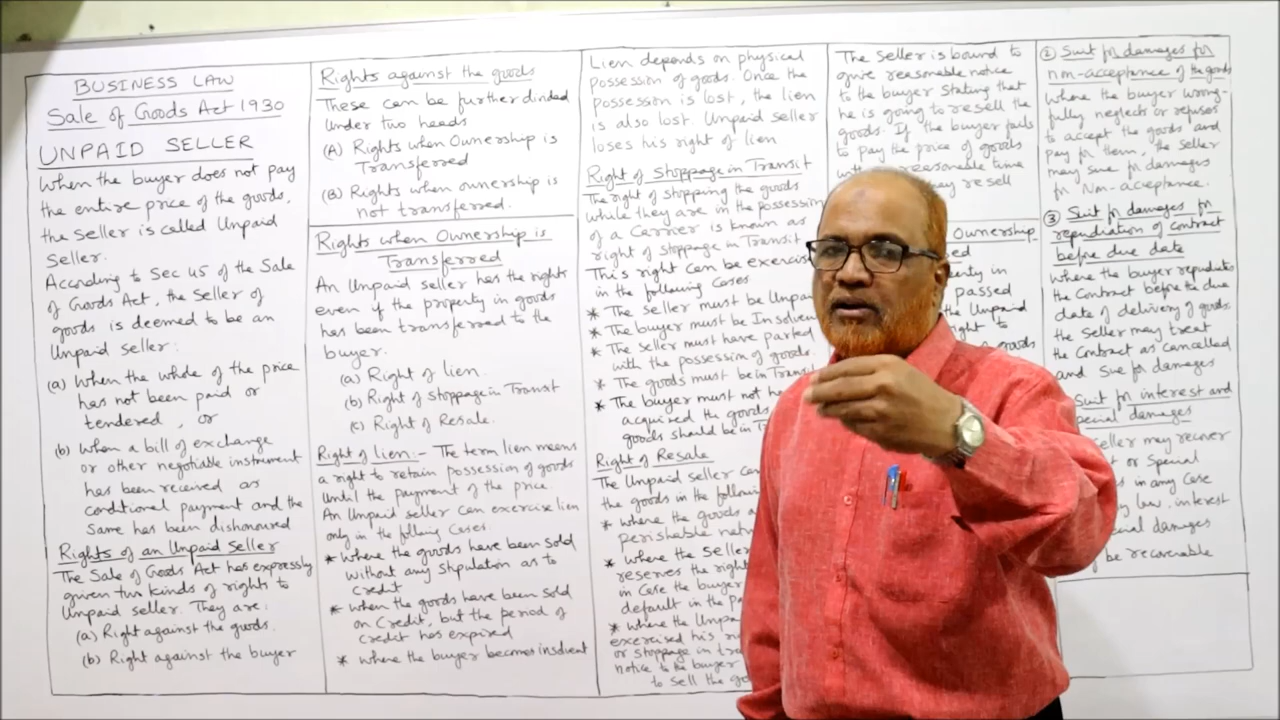 BUSINESS LAW
Sale of Goods Act 1930
UNPAID SELLER
When the buyer does not pay
the entire price of the goods,
the seller is called Unpaid
Seller.
According to Sec 45 of the Sale
of Goods Act, the Seller of
goods is deemed to be an
Unpaid seller:
(a) When the whole of the price
has not been paid or
tendered, or
(b) When a bill of exchange
or other negotiable instrument
has been received as
conditional payment and the
Same has been dishonoured
Rights of an Unpaid Seller
The Sale of Goods Act has expressly
given two kinds of rights to
Unpaid seller. They are:
(a) Right against the goods.
(b) Right against the buyer
Rights against the goods
These can be further divided
under two heads
(A) Rights when Ownership is
Transferred
(B) Rights when ownership is
not transferred.
Rights when Ownership is
Transferred
An Unpaid seller has the rights
even if the property in goods
has been transferred to the
buyer.
(a) Right of lien.
(b) Right of stoppage in Transit
(c) Right of Resale.
Right of lien:- The term lien means
a right to retain possession of goods
Until the payment of the price.
An Unpaid seller can exercise lien
only in the following Cases.
* Where the goods have been sold
without any stipulation as to
credit
* when the goods have been sold
on Credit, but the period of
Credit has expired
* where the buyer becomes insolvent
Lien depends on physical
possession of goods. Once the
possession is lost, the lien
is also lost. Unpaid seller
loses his right of lien
Right of Stoppage in Transit
The right of stopping the goods
while they are in the possession
of a Carrier is known as
right of stoppage in Transit
This right can be exercis
in the following Cases
* The seller must be Unpai
* The buyer must be Insolven
* The seller must have Parted
with the possession of goods.
* The goods must be in Trans
* The buyer must not ha
acquired the goods
goods should be in T
Right of Resale
The Unpaid Seller can
the goods in the followi
* where the goods a
perishable nat
* where the Seller
reserves the right
in Case the buyer
default in the Pa
* where the Unpa
exercised his r
or stoppage in tra
notice to the buyer
to sell the go
The Seller is bound to
give reasonable notice
to the buyer stating that
he is going to resell the
goods. If the buyer fails
to pay the price of goods
with reasonable time
may resell
Ownership
ed
perty in
passed
the Unpaid
ght to
goods
② Suit for damages for
non-acceptance of the goods
where the buyer wrong-
fully neglects or refuses
to accept the goods and
pay for them, the seller
may sue for damages
for Non-acceptance.
③ Suit for damages for
repudiation of contract
before due date
where the buyer repudiates
the Contract before the due
date of delivery of goods.
the Seller may treat
the Contract as cancelled
and Sue for damages
Suit for interest and
pecial damages
eller may recover
t or Special
s in any Case
y law. interest
cial damages
y be recoverable